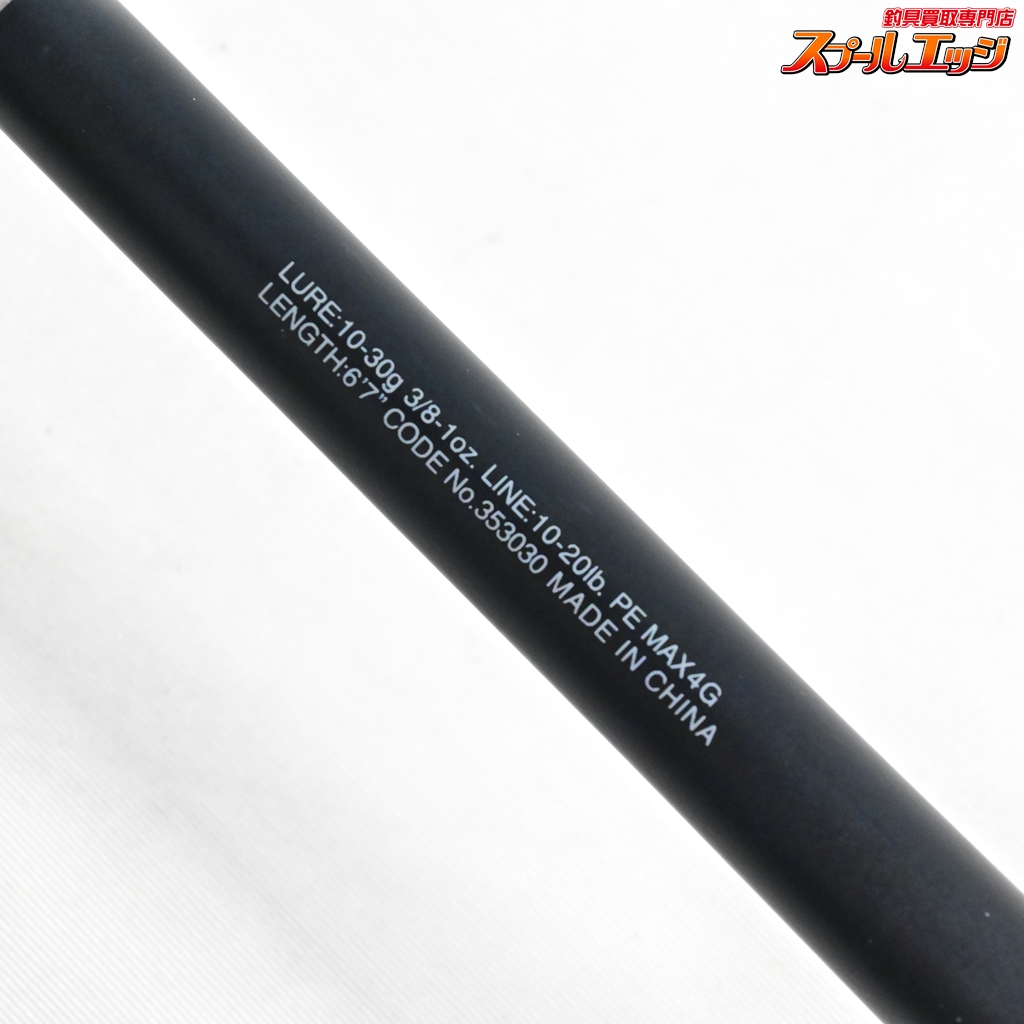 釣具買取専門店
スプールエッジ
LURE:10-30g 3/8-1oz. LINE:10-20lb. PE MAX4G
LENGTH:6'7" CODE No.353030 MADE IN CHINA